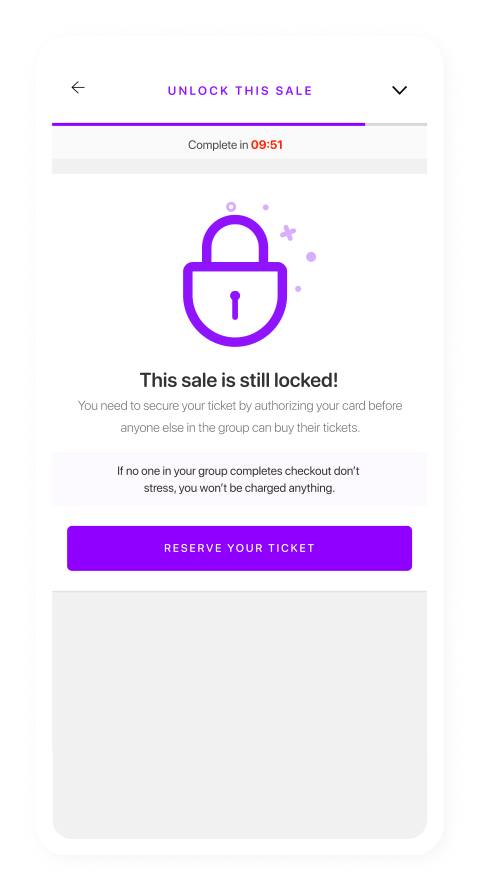 UNLOCK THIS SALE
Complete in 09:51
This sale is still locked!
You need to secure your ticket by authorizing your card before
anyone else in the group can buy their tickets.
If no one in your group completes checkout don’t
stress, you won’t be charged anything.
RESERVE YOUR TICKET